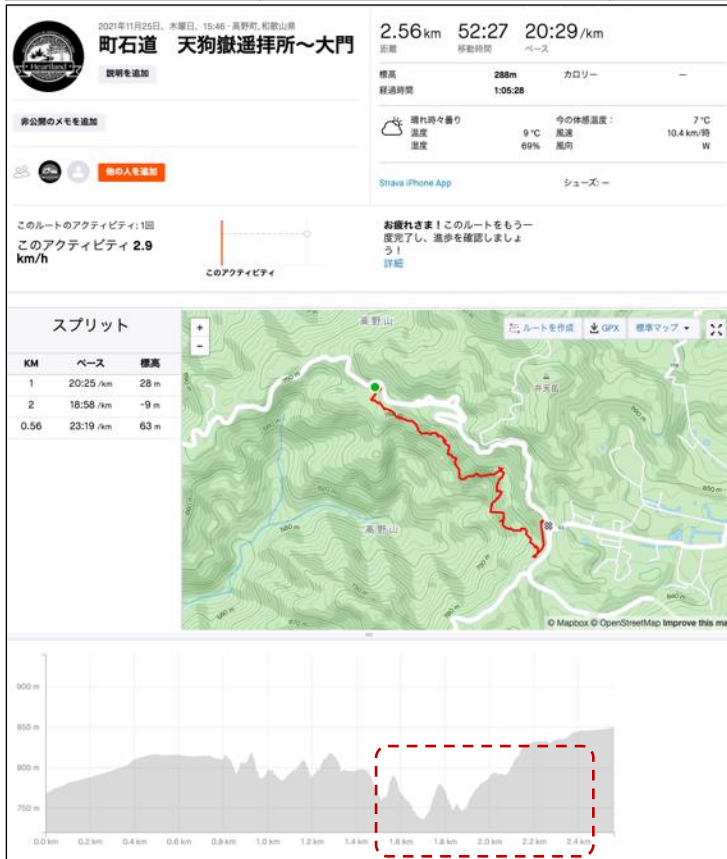 2021年11月25日、木曜日、15:46 - 高野町, 和歌山県
町石道　天狗嶽遥拝所～大門
説明を追加
Heartland
2.56km 52:27 20:29/km
距離 移動時間 ペース
標高 288m カロリー —
経過時間 1:05:28
非公開のメモを追加
晴れ時々曇り 今の体感温度： 7 ℃
温度 9 ℃ 風速 10.4 km/時
湿度 69% 風向 W
他の人を追加
Strava iPhone App シューズ: —
このルートのアクティビティ: 1回
このアクティビティ 2.9
km/h
このアクティビティ
お疲れさま！このルートをもう一
度完了し、進歩を確認しましょ
う！
詳細
スプリット
KM ペース 標高
1 20:25 /km 28 m
2 18:58 /km -9 m
0.56 23:19 /km 63 m
+
−
高野山
ルートを作成 GPX 標準マップ
弁天岳
高野山
© Mapbox © OpenStreetMap Improve this ma
900 m
850 m
800 m
750 m
0.0 km 0.2 km 0.4 km 0.6 km 0.8 km 1.0 km 1.2 km 1.4 km 1.6 km 1.8 km 2.0 km 2.2 km 2.4 km